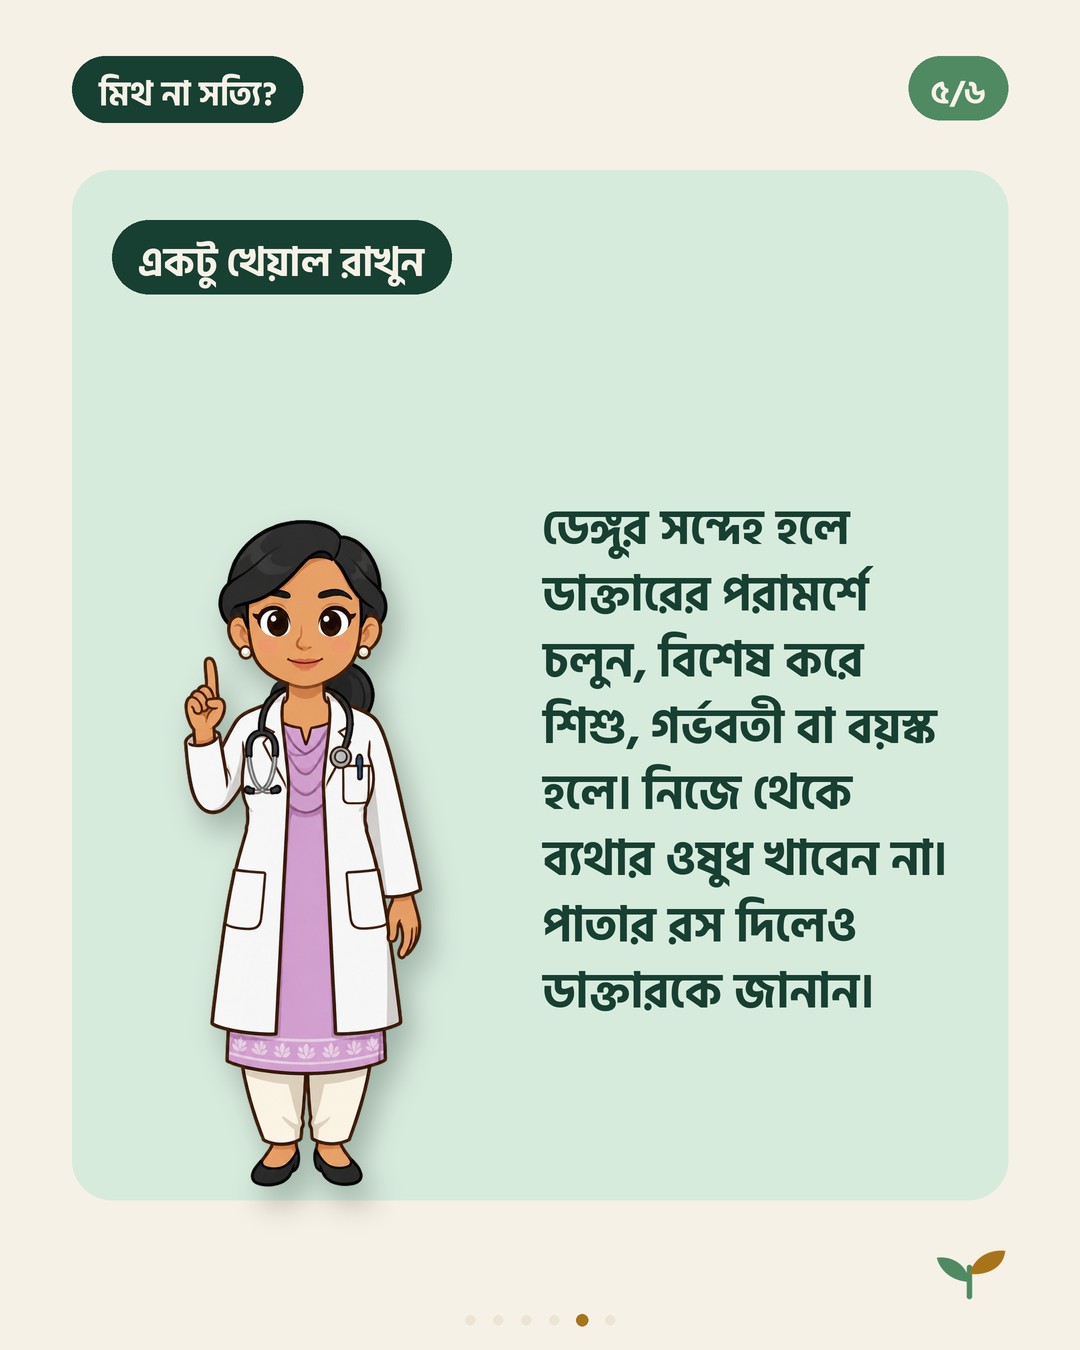 মিথ না সত্যি?
৫/৬
একটু খেয়াল রাখুন
ডেঙ্গুর সন্দেহ হলে
ডাক্তারের পরামর্শে
চলুন, বিশেষ করে
শিশু, গর্ভবতী বা বয়স্ক
হলে। নিজে থেকে
ব্যথার ওষুধ খাবেন না।
পাতার রস দিলেও
ডাক্তারকে জানান।